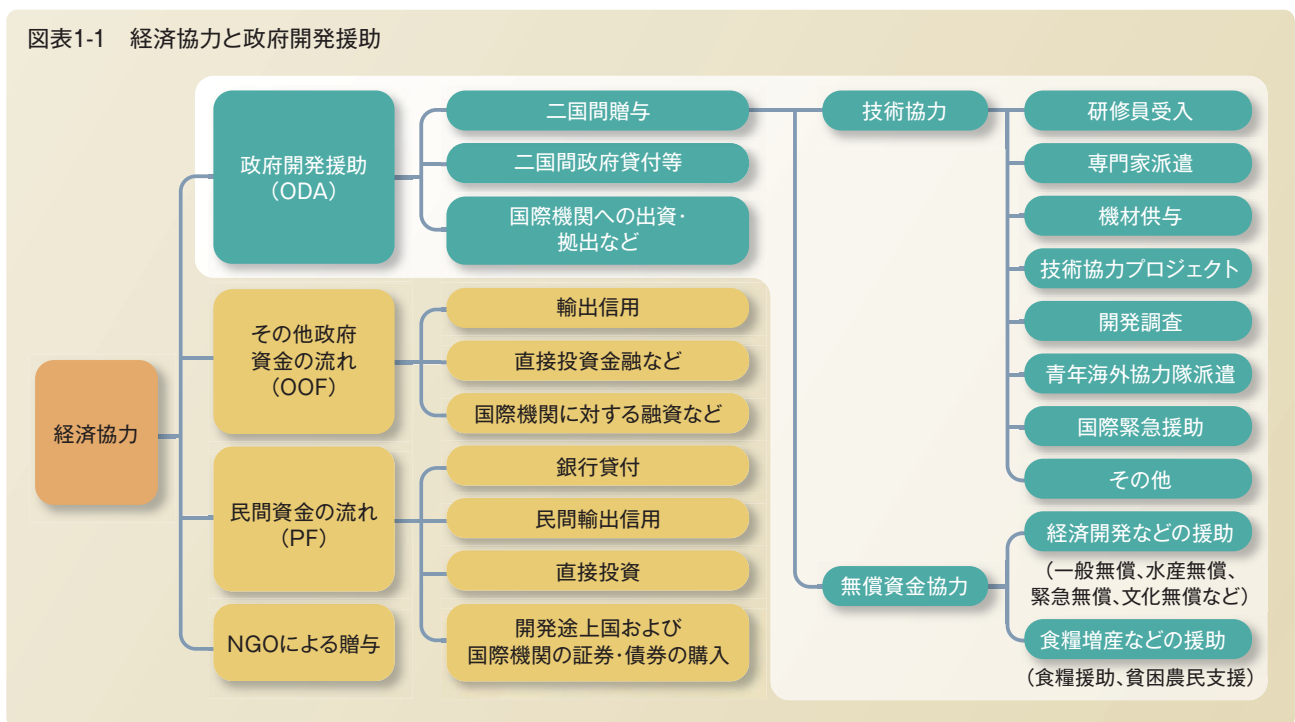 図表1-1　経済協力と政府開発援助
経済協力
政府開発援助
（ODA）
二国間贈与
二国間政府貸付等
国際機関への出資・
拠出など
技術協力
研修員受入
専門家派遣
機材供与
技術協力プロジェクト
開発調査
青年海外協力隊派遣
国際緊急援助
その他
無償資金協力
経済開発などの援助
（一般無償、水産無償、
緊急無償、文化無償など）
食糧増産などの援助
（食糧援助、貧困農民支援）
その他政府
資金の流れ
（OOF）
輸出信用
直接投資金融など
国際機関に対する融資など
民間資金の流れ
（PF）
銀行貸付
民間輸出信用
直接投資
開発途上国および
国際機関の証券・債券の購入
NGOによる贈与